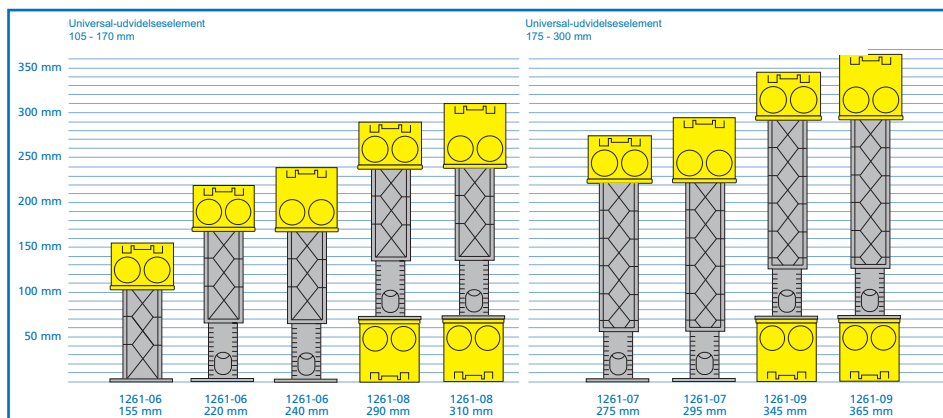 Universal-udvidelseselement
105 - 170 mm
Universal-udvidelseselement
175 - 300 mm
350 mm
300 mm
250 mm
200 mm
150 mm
100 mm
50 mm
1261-06
155 mm
1261-06
220 mm
1261-06
240 mm
1261-08
290 mm
1261-08
310 mm
1261-07
275 mm
1261-07
295 mm
1261-09
345 mm
1261-09
365 mm